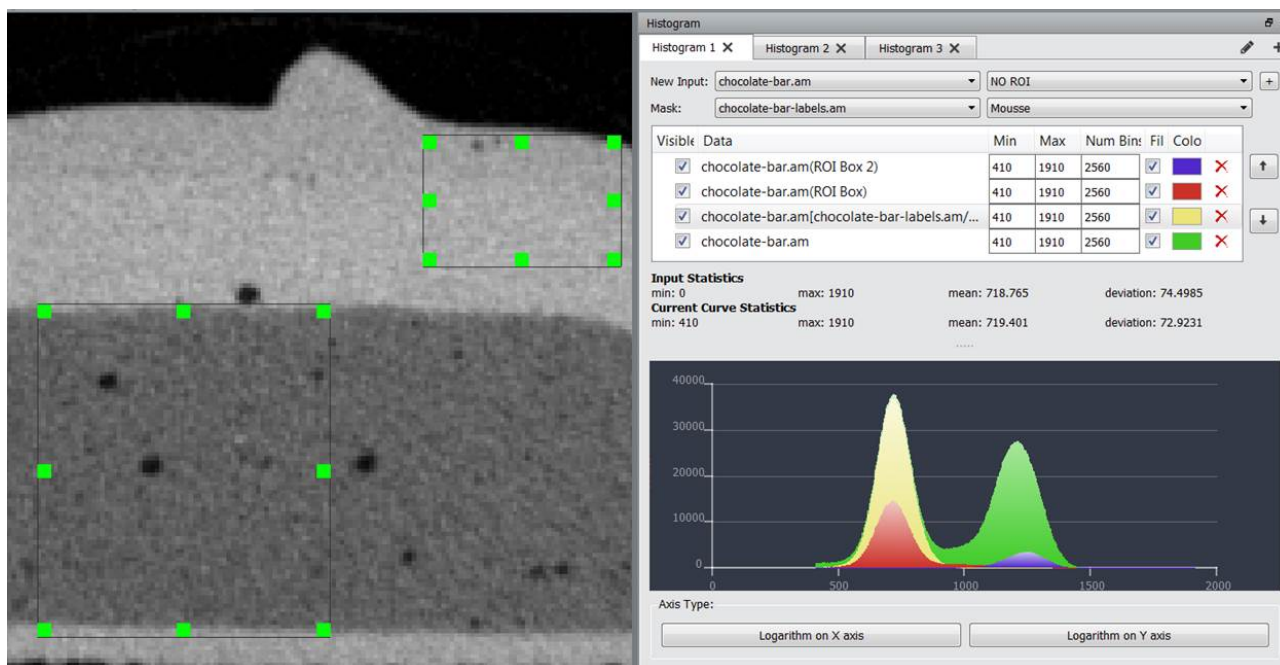 Histogram
Histogram 1 Histogram 2 Histogram 3
New Input: chocolate-bar.am NO ROI
Mask: chocolate-bar-labels.am Mousse
Visible Data Min Max Num Bins Fil Colo
chocolate-bar.am(ROI Box 2) 410 1910 2560
chocolate-bar.am(ROI Box) 410 1910 2560
chocolate-bar.am[chocolate-bar-labels.am/... 410 1910 2560
chocolate-bar.am 410 1910 2560
Input Statistics
min: 0 max: 1910 mean: 718.765 deviation: 74.4985
Current Curve Statistics
min: 410 max: 1910 mean: 719.401 deviation: 72.9231
40000
30000
20000
10000
0
0 500 1000 1500 2000
Axis Type:
Logarithm on X axis Logarithm on Y axis